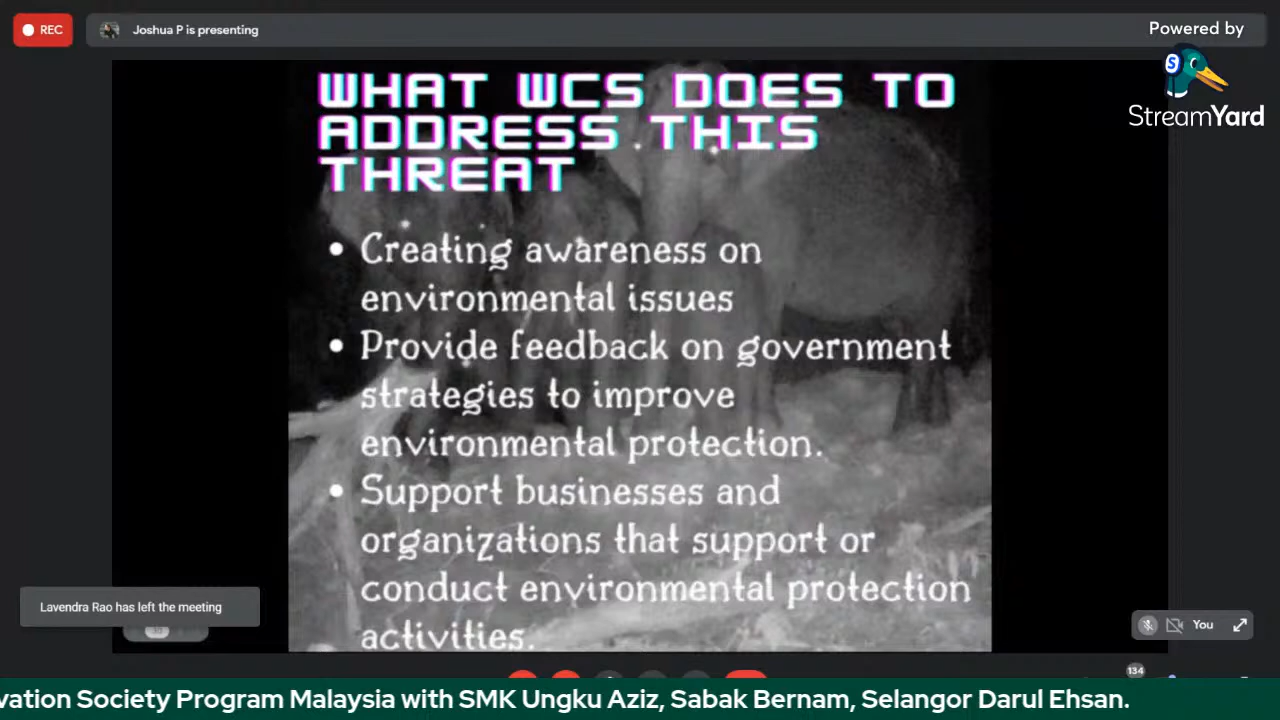 REC
Joshua P is presenting
Powered by
S
StreamYard
WHAT WCS DOES TO
ADDRESS THIS
THREAT
• Creating awareness on
environmental issues
• Provide feedback on government
strategies to improve
environmental protection.
• Support businesses and
organizations that support or
conduct environmental protection
activities.
Lavendra Rao has left the meeting
You
134
vation Society Program Malaysia with SMK Ungku Aziz, Sabak Bernam, Selangor Darul Ehsan.